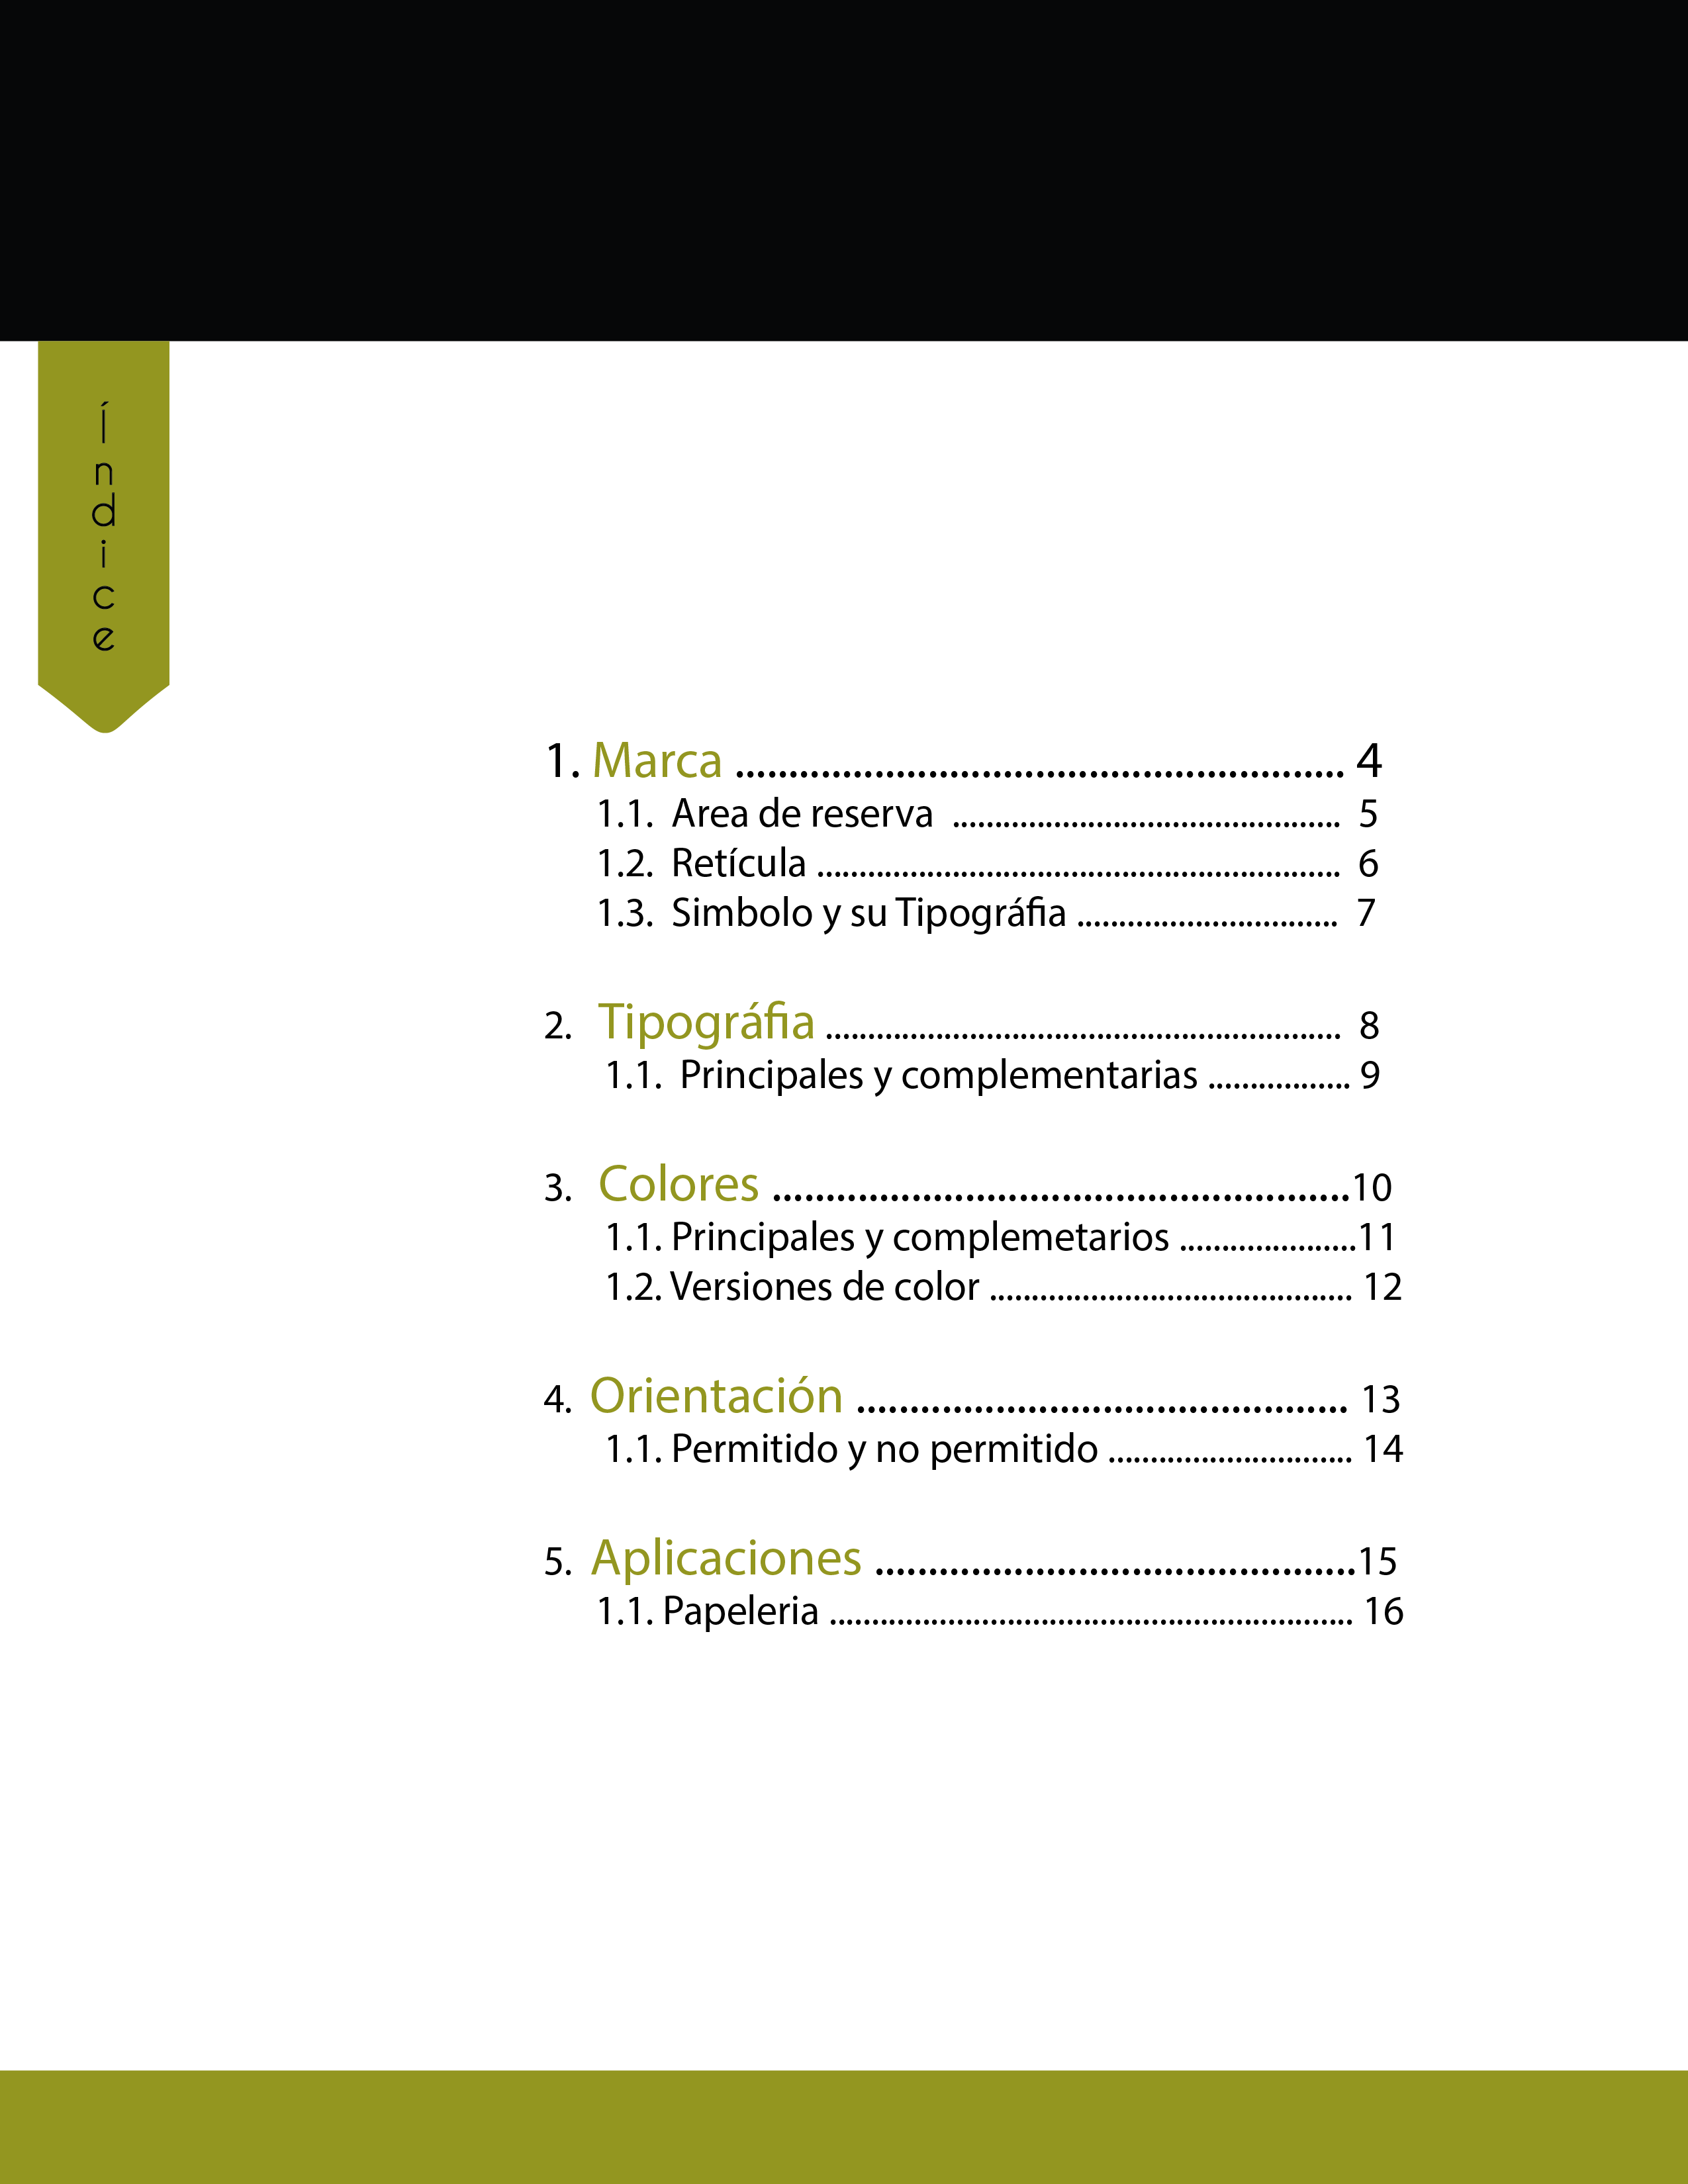 Índice
1. Marca ......................................................... 4
1.1. Area de reserva .............................................. 5
1.2. Retícula .............................................................. 6
1.3. Simbolo y su Tipográfia ............................... 7
2. Tipográfia ............................................................. 8
1.1. Principales y complementarias ................. 9
3. Colores ......................................................10
1.1. Principales y complemetarios .....................11
1.2. Versiones de color ........................................... 12
4. Orientación .............................................. 13
1.1. Permitido y no permitido ............................. 14
5. Aplicaciones .............................................15
1.1. Papeleria .............................................................. 16